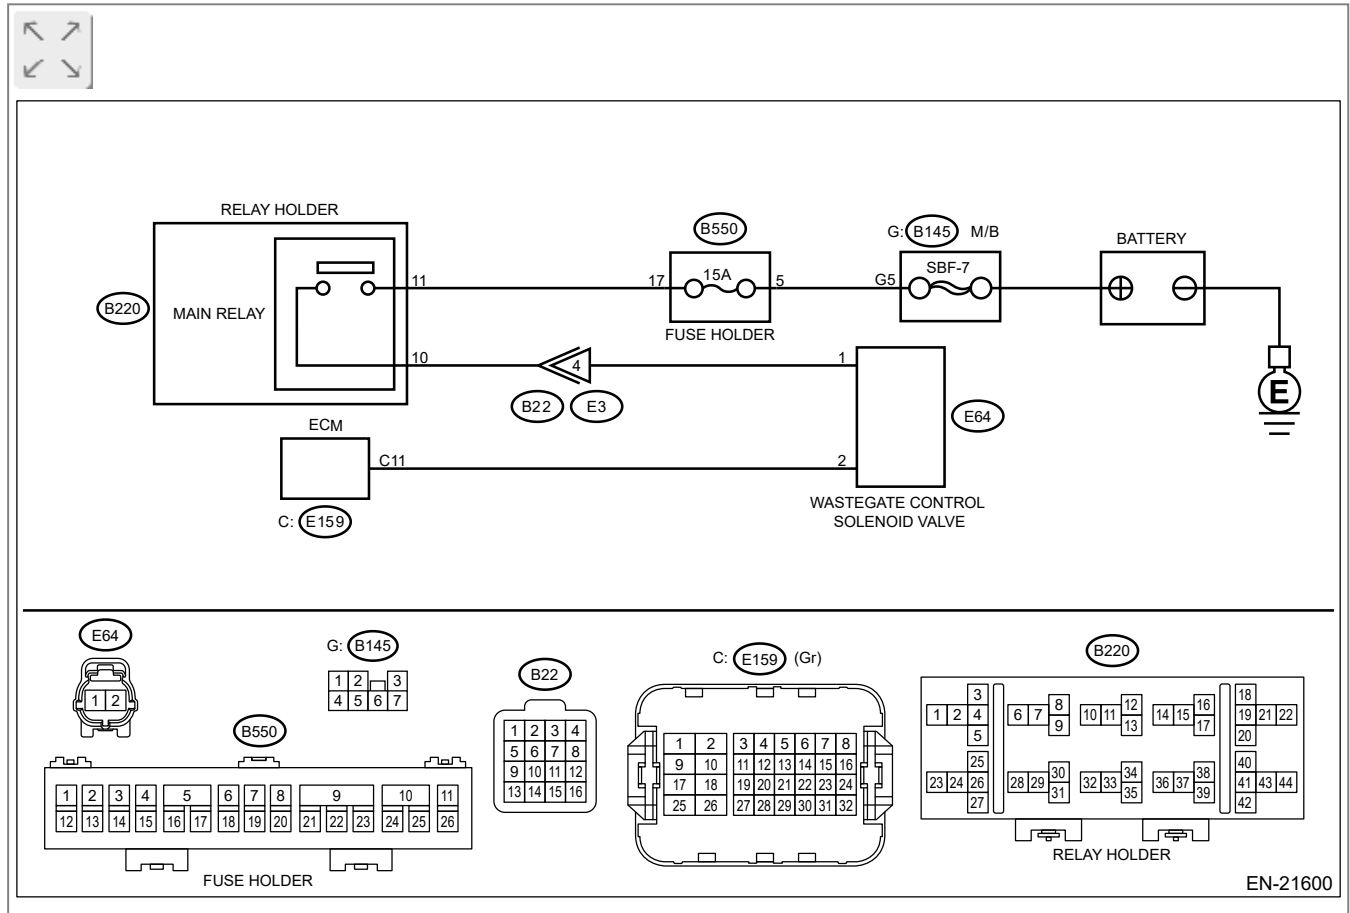 RELAY HOLDER
B550
G: B145 M/B
BATTERY
SBF-7
15A
11
17
5
G5
B220
MAIN RELAY
FUSE HOLDER
10
4
1
B22
E3
E64
E
ECM
C11
2
C: E159
WASTEGATE CONTROL
SOLENOID VALVE
E64
1 2
G: B145
1 2 3
4 5 6 7
B22
1 2 3 4
5 6 7 8
9 10 11 12
13 14 15 16
C: E159 (Gr)
1 2 3 4 5 6 7 8
9 10 11 12 13 14 15 16
17 18 19 20 21 22 23 24
25 26 27 28 29 30 31 32
B220
3 8 12 16 18
1 2 4 6 7 9 10 11 13 14 15 17 19 21 22
5 20
25 30 34 38 40
23 24 26 28 29 31 32 33 35 36 37 39 41 43 44
27 42
RELAY HOLDER
B550
1 2 3 4 5 6 7 8 9 10 11
12 13 14 15 16 17 18 19 20 21 22 23 24 25 26
FUSE HOLDER
EN-21600